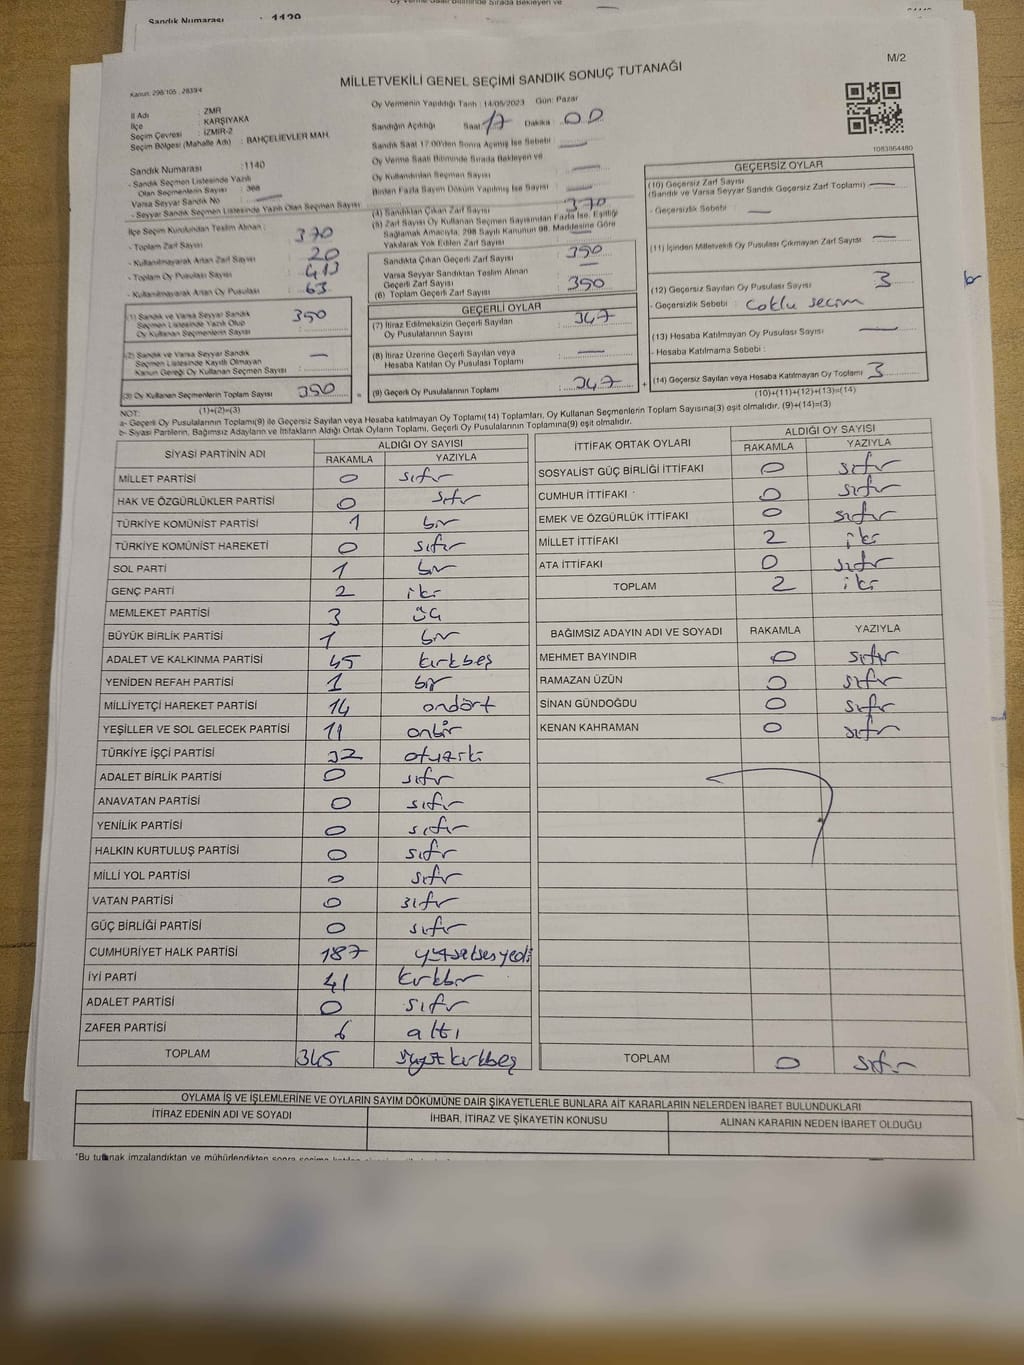 Oy Verme Saati Bitiminde Sırada Bekleyen ve
Sandık Numarası : 1139
M/2
MİLLETVEKİLİ GENEL SEÇİMİ SANDIK SONUÇ TUTANAĞI
Kanun: 298/105 , 2839/4
İl Adı : İZMİR
İlçe : KARŞIYAKA
Seçim Çevresi : İZMİR-2
Seçim Bölgesi (Mahalle Adı) : BAHÇELİEVLER MAH.
Oy Vermenin Yapıldığı Tarih : 14/05/2023 Gün: Pazar
Sandığın Açıldığı Saat 17 Dakika : 00
Sandık Saat 17:00'den Sonra Açılmış İse Sebebi :
Oy Verme Saati Bitiminde Sırada Bekleyen ve
Oy Kullandırılan Seçmen Sayısı
Birden Fazla Sayım Döküm Yapılmış İse Sayısı
1083864480
Sandık Numarası : 1140
- Sandık Seçmen Listesinde Yazılı
Olan Seçmenlerin Sayısı : 368
Varsa Seyyar Sandık No
- Seyyar Sandık Seçmen Listesinde Yazılı Olan Seçmen Sayısı
İlçe Seçim Kurulundan Teslim Alınan :
- Toplam Zarf Sayısı 370
- Kullanılmayarak Artan Zarf Sayısı 20
- Toplam Oy Pusulası Sayısı 413
- Kullanılmayarak Artan Oy Pusulası 63
(1) Sandık ve Varsa Seyyar Sandık
Seçmen Listesinde Yazılı Olup
Oy Kullanan Seçmenlerin Sayısı 350
(2) Sandık ve Varsa Seyyar Sandık
Seçmen Listesinde Kayıtlı Olmayan
Kanun Gereği Oy Kullanan Seçmen Sayısı
(3) Oy Kullanan Seçmenlerin Toplam Sayısı 350
(1)+(2)=(3)
(4) Sandıktan Çıkan Zarf Sayısı 370
(5) Zarf Sayısı Oy Kullanan Seçmen Sayısından Fazla İse, Eşitliği
Sağlamak Amacıyla, 298 Sayılı Kanunun 98. Maddesine Göre
Yakılarak Yok Edilen Zarf Sayısı
Sandıkta Çıkan Geçerli Zarf Sayısı 350
Varsa Seyyar Sandıktan Teslim Alınan
Geçerli Zarf Sayısı
(6) Toplam Geçerli Zarf Sayısı 350
GEÇERLİ OYLAR
(7) İtiraz Edilmeksizin Geçerli Sayılan
Oy Pusulalarının Sayısı 347
(8) İtiraz Üzerine Geçerli Sayılan veya
Hesaba Katılan Oy Pusulası Toplamı
(9) Geçerli Oy Pusulalarının Toplamı 347
GEÇERSİZ OYLAR
(10) Geçersiz Zarf Sayısı
(Sandık ve Varsa Seyyar Sandık Geçersiz Zarf Toplamı)
- Geçersizlik Sebebi :
(11) İçinden Milletvekili Oy Pusulası Çıkmayan Zarf Sayısı
(12) Geçersiz Sayılan Oy Pusulası Sayısı 3
- Geçersizlik Sebebi : Coklu secim
(13) Hesaba Katılmayan Oy Pusulası Sayısı
- Hesaba Katılmama Sebebi :
(14) Geçersiz Sayılan veya Hesaba Katılmayan Oy Toplamı 3
(10)+(11)+(12)+(13)=(14)
NOT:
a- Geçerli Oy Pusulalarının Toplamı(9) ile Geçersiz Sayılan veya Hesaba katılmayan Oy Toplamı(14) Toplamları, Oy Kullanan Seçmenlerin Toplam Sayısına(3) eşit olmalıdır. (9)+(14)=(3)
b- Siyasi Partilerin, Bağımsız Adayların ve İttifakların Aldığı Ortak Oyların Toplamı, Geçerli Oy Pusulalarının Toplamına(9) eşit olmalıdır.
SİYASİ PARTİNİN ADI ALDIĞI OY SAYISI
RAKAMLA YAZIYLA
MİLLET PARTİSİ 0 sıfır
HAK VE ÖZGÜRLÜKLER PARTİSİ 0 sıfır
TÜRKİYE KOMÜNİST PARTİSİ 1 bir
TÜRKİYE KOMÜNİST HAREKETİ 0 sıfır
SOL PARTİ 1 bir
GENÇ PARTİ 2 iki
MEMLEKET PARTİSİ 3 üç
BÜYÜK BİRLİK PARTİSİ 1 bir
ADALET VE KALKINMA PARTİSİ 45 kırkbeş
YENİDEN REFAH PARTİSİ 1 bir
MİLLİYETÇİ HAREKET PARTİSİ 14 ondört
YEŞİLLER VE SOL GELECEK PARTİSİ 11 onbir
TÜRKİYE İŞÇİ PARTİSİ 32 otuziki
ADALET BİRLİK PARTİSİ 0 sıfır
ANAVATAN PARTİSİ 0 sıfır
YENİLİK PARTİSİ 0 sıfır
HALKIN KURTULUŞ PARTİSİ 0 sıfır
MİLLİ YOL PARTİSİ 0 sıfır
VATAN PARTİSİ 0 sıfır
GÜÇ BİRLİĞİ PARTİSİ 0 sıfır
CUMHURİYET HALK PARTİSİ 187 yüzseksenyedi
İYİ PARTİ 41 kırkbir
ADALET PARTİSİ 0 sıfır
ZAFER PARTİSİ 6 altı
TOPLAM 345 üçyüzkırkbeş
İTTİFAK ORTAK OYLARI ALDIĞI OY SAYISI
RAKAMLA YAZIYLA
SOSYALİST GÜÇ BİRLİĞİ İTTİFAKI 0 sıfır
CUMHUR İTTİFAKI 0 sıfır
EMEK VE ÖZGÜRLÜK İTTİFAKI 0 sıfır
MİLLET İTTİFAKI 2 iki
ATA İTTİFAKI 0 sıfır
TOPLAM 2 iki
BAĞIMSIZ ADAYIN ADI VE SOYADI RAKAMLA YAZIYLA
MEHMET BAYINDIR 0 sıfır
RAMAZAN ÜZÜN 0 sıfır
SİNAN GÜNDOĞDU 0 sıfır
KENAN KAHRAMAN 0 sıfır
TOPLAM 0 sıfır
OYLAMA İŞ VE İŞLEMLERİNE VE OYLARIN SAYIM DÖKÜMÜNE DAİR ŞİKAYETLERLE BUNLARA AİT KARARLARIN NELERDEN İBARET BULUNDUKLARI
İTİRAZ EDENİN ADI VE SOYADI İHBAR, İTİRAZ VE ŞİKAYETİN KONUSU ALINAN KARARIN NEDEN İBARET OLDUĞU
*Bu tutanak imzalandıktan ve mühürlendikten sonra